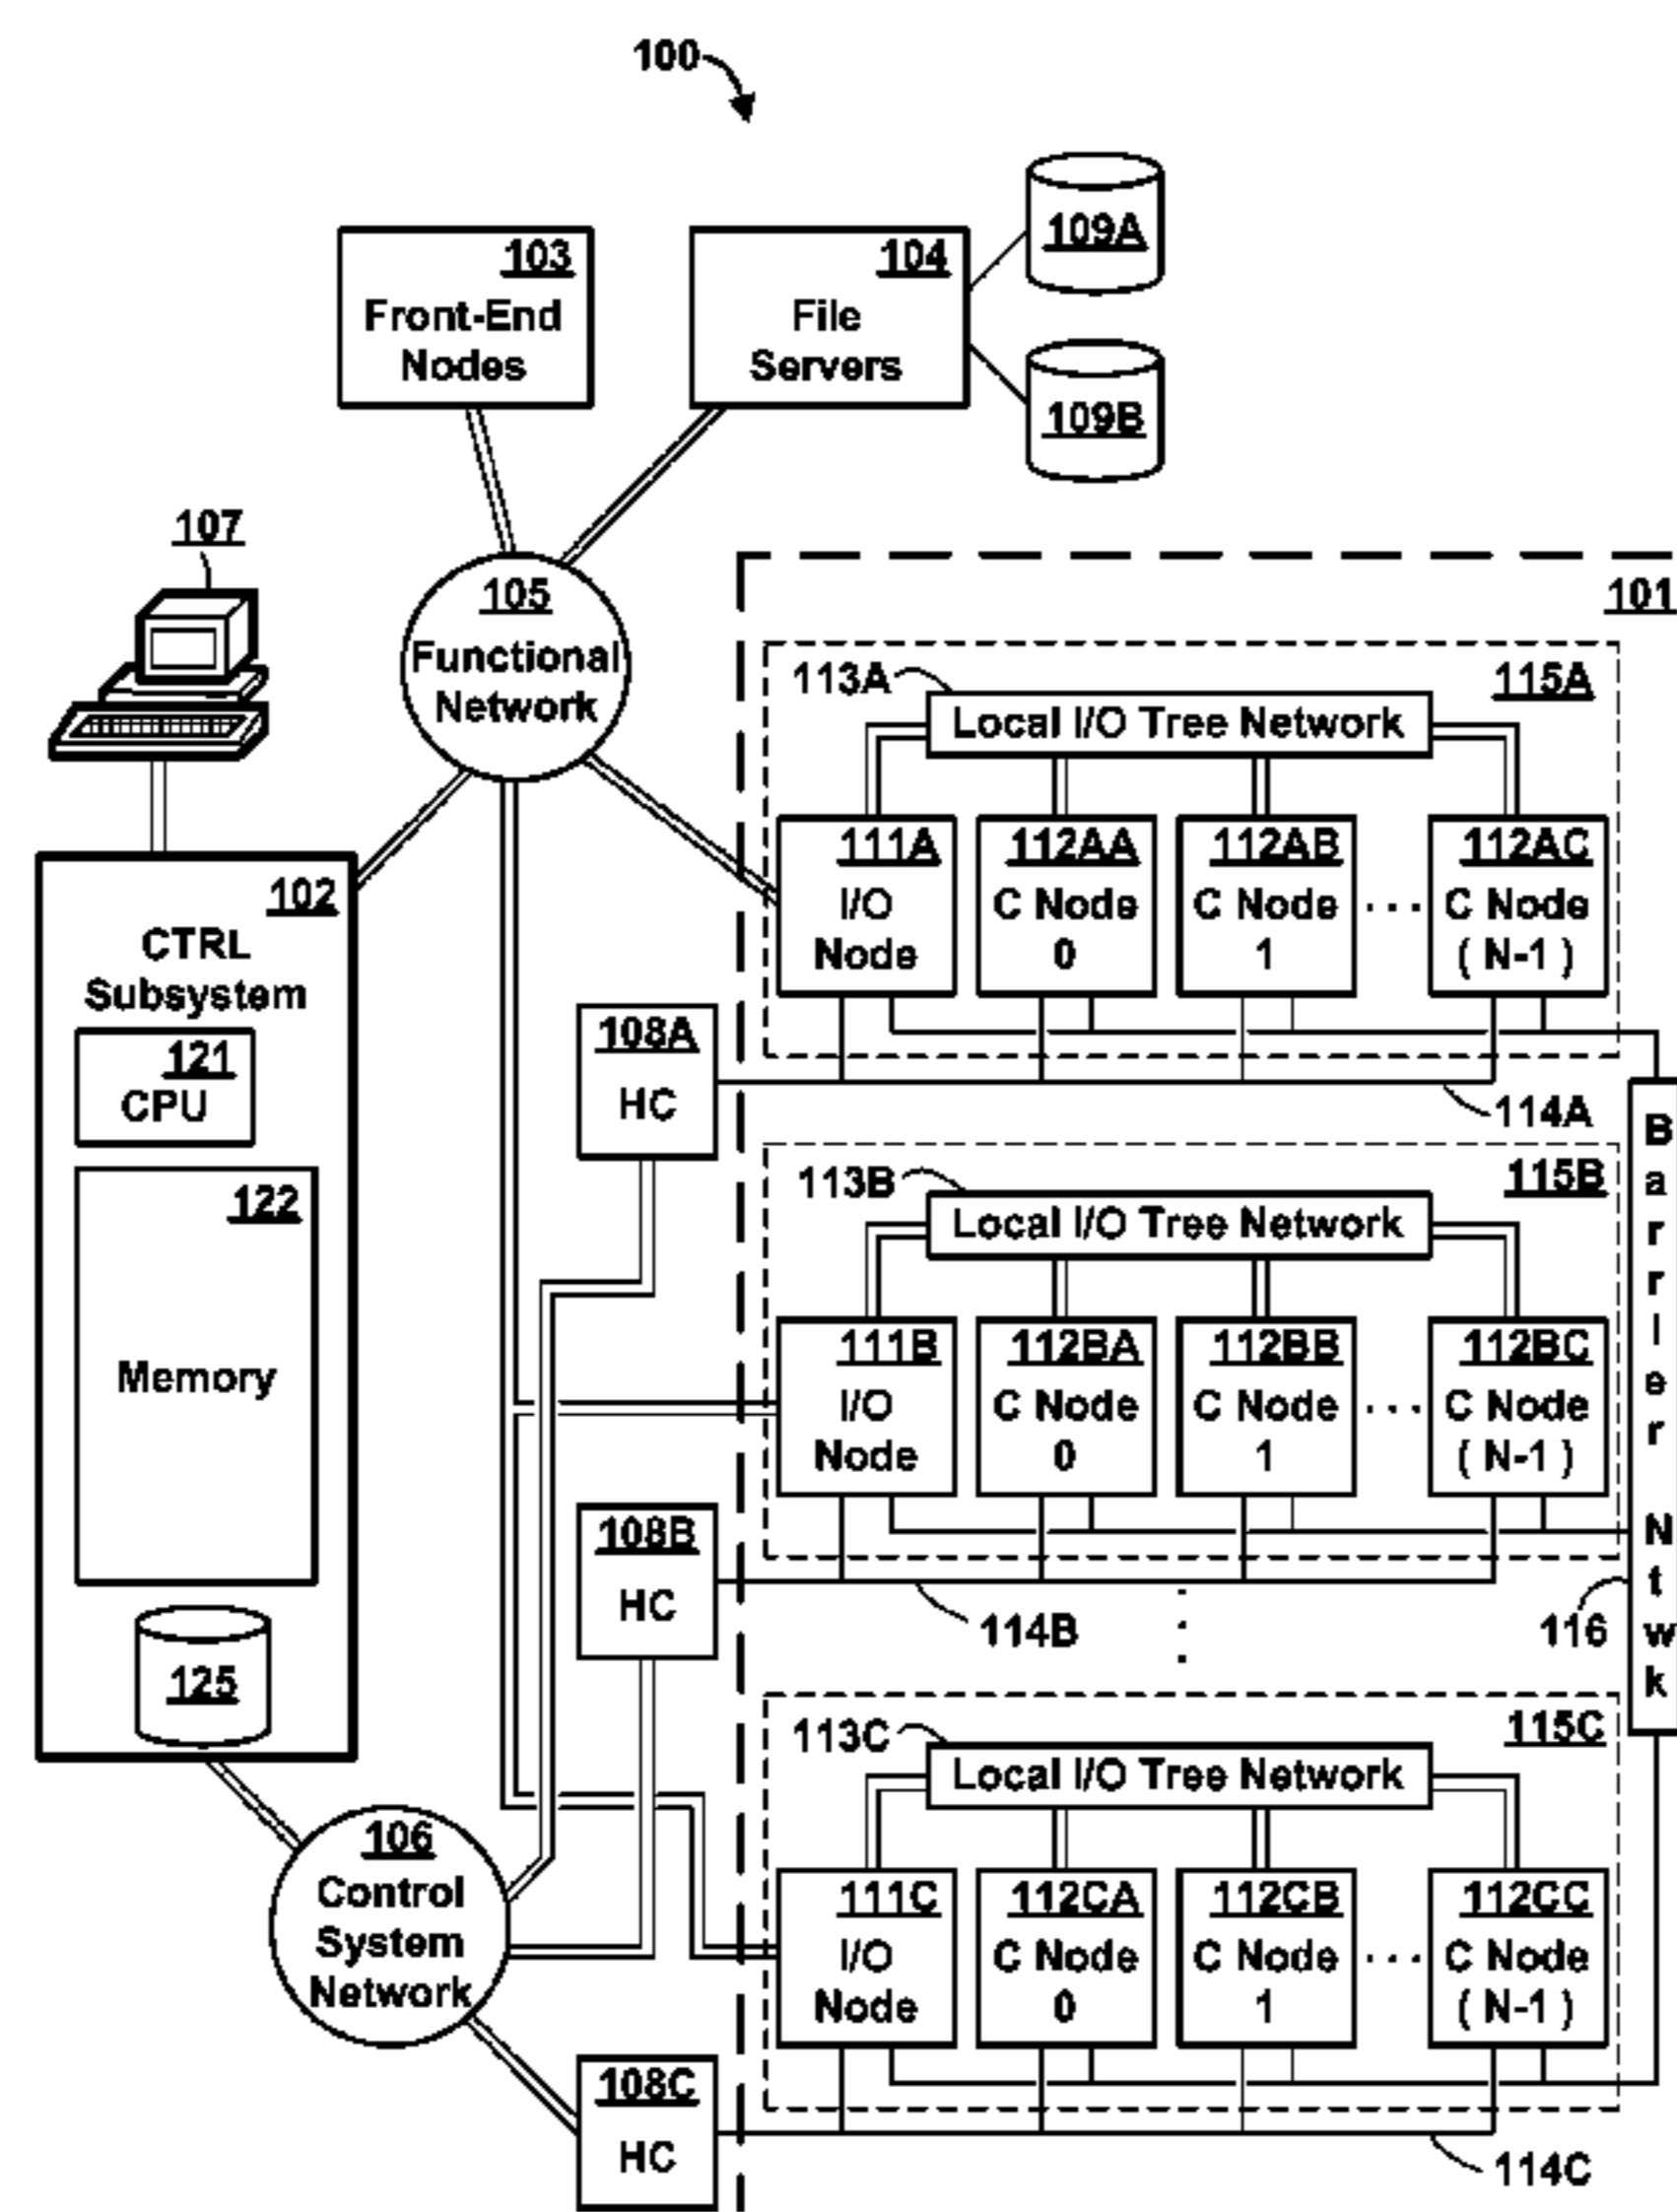 100
109A
103
Front-End
Nodes
104
File
Servers
109B
107
105
Functional
Network
101
113A
115A
Local I/O Tree Network
111A
I/O
Node
112AA
C Node
0
112AB
C Node
1
. . .
112AC
C Node
( N-1 )
102
CTRL
Subsystem
121
CPU
122
Memory
125
108A
HC
114A
113B
115B
Local I/O Tree Network
111B
I/O
Node
112BA
C Node
0
112BB
C Node
1
. . .
112BC
C Node
( N-1 )
Barrier Ntwk
108B
HC
114B
116
113C
115C
Local I/O Tree Network
106
Control
System
Network
111C
I/O
Node
112CA
C Node
0
112CB
C Node
1
. . .
112CC
C Node
( N-1 )
108C
HC
114C